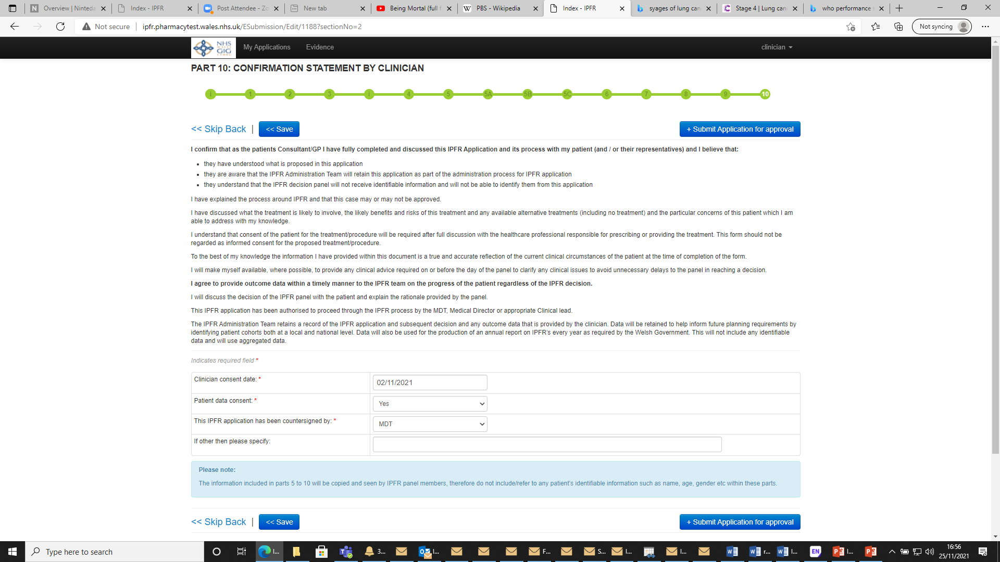 Overview | Ninteda
Index - IPFR
Post Attendee - Zo
New tab
Being Mortal (full f
PBS - Wikipedia
Index - IPFR
syages of lung can
Stage 4 | Lung canc
who performance s
Not secure
ipfr.pharmacytest.wales.nhs.uk/ESubmission/Edit/1188?sectionNo=2
Not syncing
NHS
WALES
GIG
CYMRU
My Applications
Evidence
clinician
PART 10: CONFIRMATION STATEMENT BY CLINICIAN
i 1 2 3 i 4 5 5A 5B 5C 6 7 8 9 10
<< Skip Back | << Save
+ Submit Application for approval
I confirm that as the patients Consultant/GP I have fully completed and discussed this IPFR Application and its process with my patient (and / or their representatives) and I believe that:
• they have understood what is proposed in this application
• they are aware that the IPFR Administration Team will retain this application as part of the administration process for IPFR application
• they understand that the IPFR decision panel will not receive identifiable information and will not be able to identify them from this application
I have explained the process around IPFR and that this case may or may not be approved.
I have discussed what the treatment is likely to involve, the likely benefits and risks of this treatment and any available alternative treatments (including no treatment) and the particular concerns of this patient which I am
able to address with my knowledge.
I understand that consent of the patient for the treatment/procedure will be required after full discussion with the healthcare professional responsible for prescribing or providing the treatment. This form should not be
regarded as informed consent for the proposed treatment/procedure.
To the best of my knowledge the information I have provided within this document is a true and accurate reflection of the current clinical circumstances of the patient at the time of completion of the form.
I will make myself available, where possible, to provide any clinical advice required on or before the day of the panel to clarify any clinical issues to avoid unnecessary delays to the panel in reaching a decision.
I agree to provide outcome data within a timely manner to the IPFR team on the progress of the patient regardless of the IPFR decision.
I will discuss the decision of the IPFR panel with the patient and explain the rationale provided by the panel.
This IPFR application has been authorised to proceed through the IPFR process by the MDT, Medical Director or appropriate Clinical lead.
The IPFR Administration Team retains a record of the IPFR application and subsequent decision and any outcome data that is provided by the clinician. Data will be retained to help inform future planning requirements by
identifying patient cohorts both at a local and national level. Data will also be used for the production of an annual report on IPFR's every year as required by the Welsh Government. This will not include any identifiable
data and will use aggregated data.
Indicates required field *
Clinician consent date: *
02/11/2021
Patient data consent: *
Yes
This IPFR application has been countersigned by: *
MDT
If other then please specify:
Please note:
The information included in parts 5 to 10 will be copied and seen by IPFR panel members, therefore do not include/refer to any patient's identifiable information such as name, age, gender etc within these parts.
<< Skip Back | << Save
+ Submit Application for approval
Type here to search
I...
3...
I...
F...
S...
I...
I...
r...
I...
EN
I...
16:56
25/11/2021